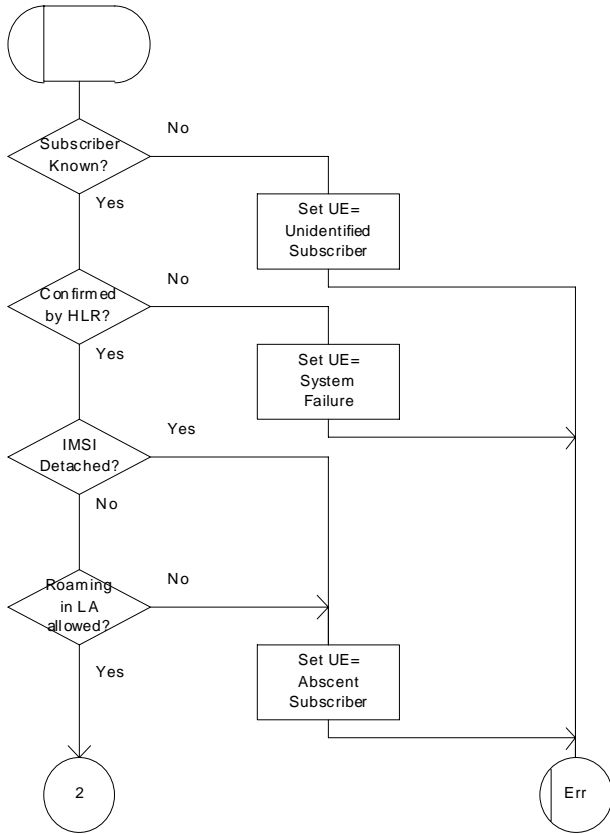 No
Subscriber
Known?
Yes
Set UE=
Unidentified
Subscriber
No
Confirmed
by HLR?
Yes
Set UE=
System
Failure
Yes
IMSI
Detached?
No
No
Roaming
in LA
allowed?
Yes
Set UE=
Abscent
Subscriber
2
Err